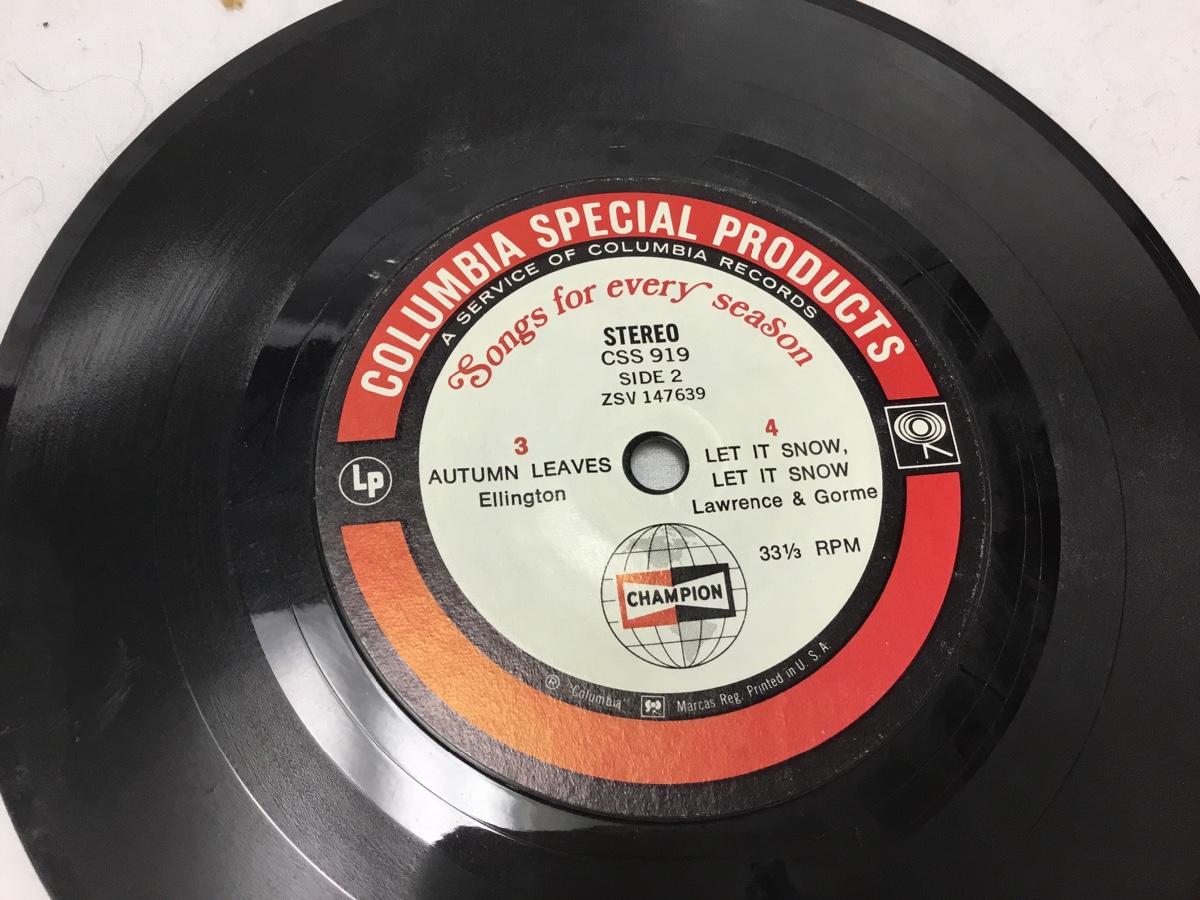 COLUMBIA SPECIAL PRODUCTS
A SERVICE OF COLUMBIA RECORDS
Songs for every season
STEREO
CSS 919
SIDE 2
ZSV 147639
3
AUTUMN LEAVES
Ellington
4
LET IT SNOW,
LET IT SNOW
Lawrence & Gorme
Lp
33⅓ RPM
CHAMPION
® "Columbia" Marcas Reg. Printed in U. S. A.